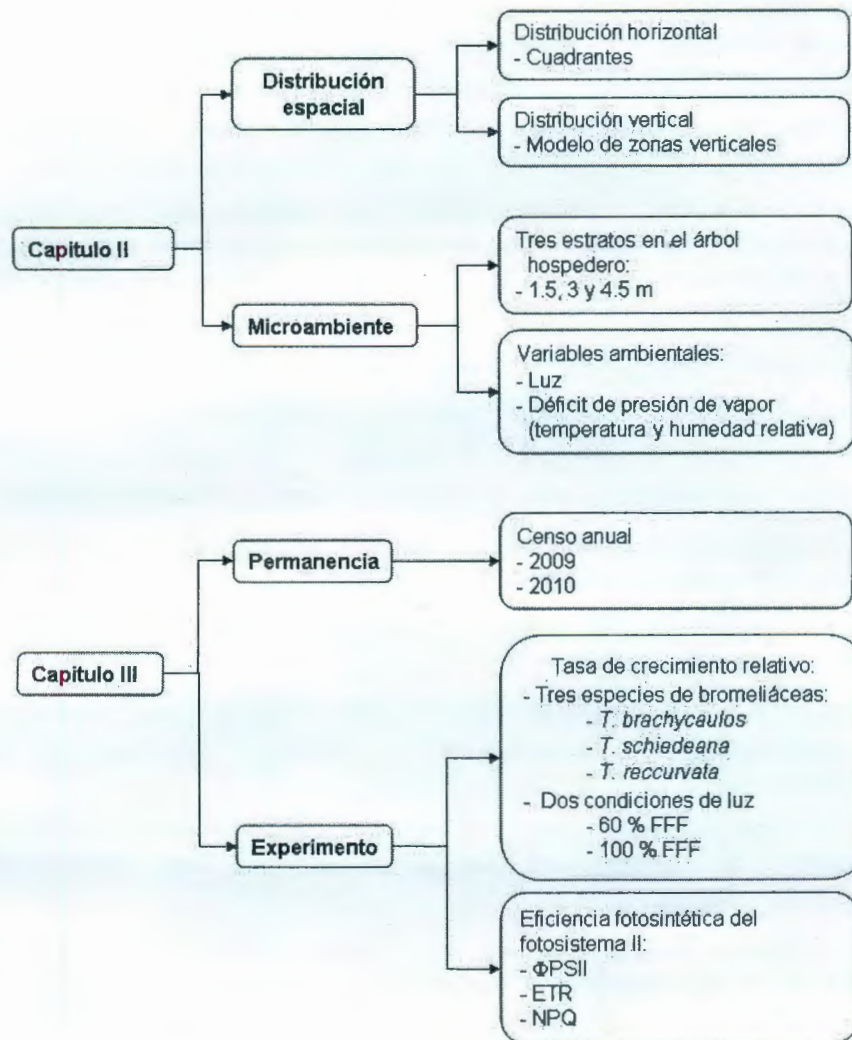 Distribución horizontal
- Cuadrantes
Distribución
espacial
Distribución vertical
- Modelo de zonas verticales
Capitulo II
Tres estratos en el árbol
hospedero:
- 1.5, 3 y 4.5 m
Microambiente
Variables ambientales:
- Luz
- Déficit de presión de vapor
(temperatura y humedad relativa)
Permanencia
Censo anual
- 2009
- 2010
Capitulo III
Tasa de crecimiento relativo:
- Tres especies de bromeliáceas:
- T. brachycaulos
- T. schiedeana
- T. reccurvata
- Dos condiciones de luz
- 60 % FFF
- 100 % FFF
Experimento
Eficiencia fotosintética del
fotosistema II:
- ΦPSII
- ETR
- NPQ